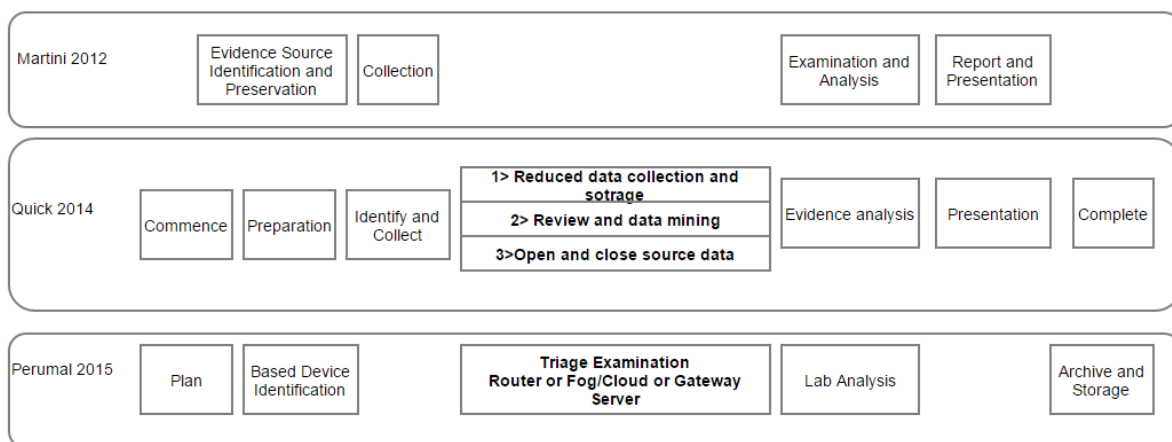 Martini 2012
Evidence Source
Identification and
Preservation
Collection
Examination and
Analysis
Report and
Presentation
Quick 2014
Commence
Preparation
Identify and
Collect
1> Reduced data collection and
sotrage
2> Review and data mining
3>Open and close source data
Evidence analysis
Presentation
Complete
Perumal 2015
Plan
Based Device
Identification
Triage Examination
Router or Fog/Cloud or Gateway
Server
Lab Analysis
Archive and
Storage